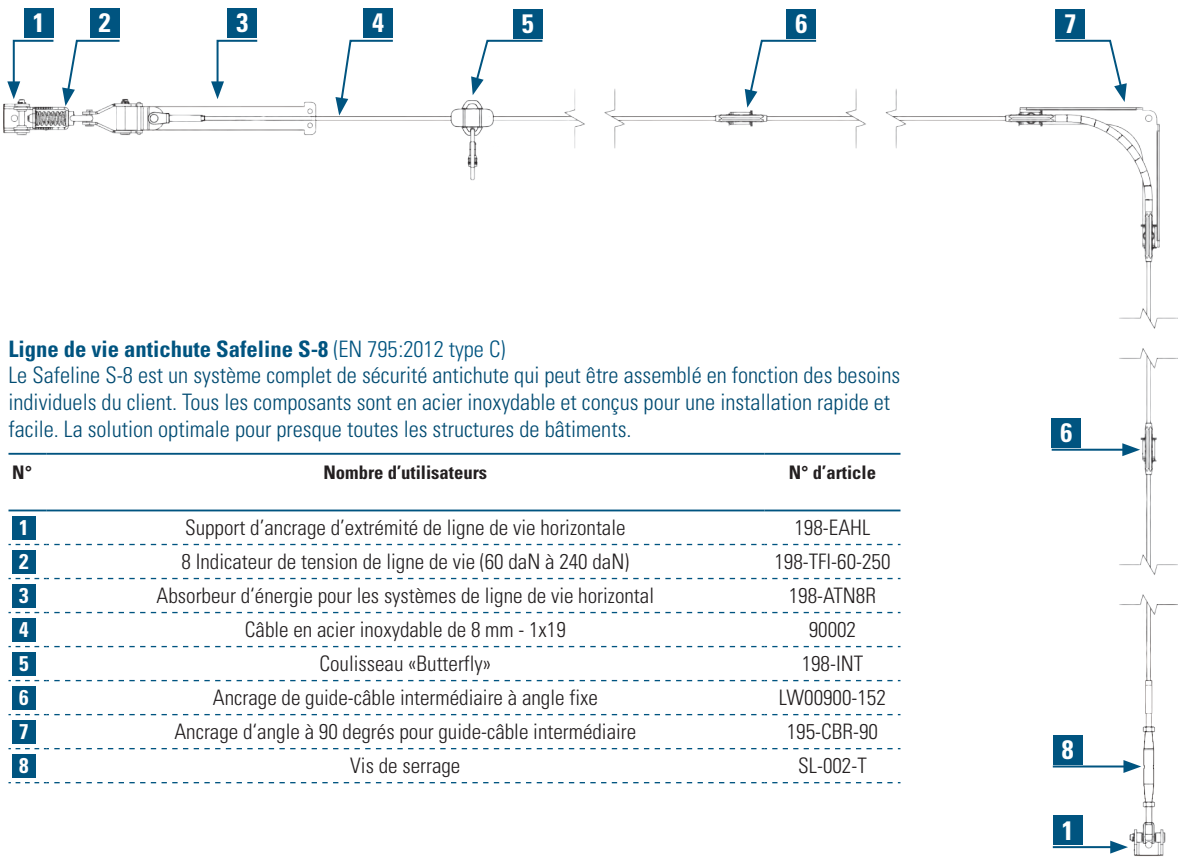 1 2 3 4 5 6 7
Ligne de vie antichute Safeline S-8 (EN 795:2012 type C)
Le Safeline S-8 est un système complet de sécurité antichute qui peut être assemblé en fonction des besoins
individuels du client. Tous les composants sont en acier inoxydable et conçus pour une installation rapide et
facile. La solution optimale pour presque toutes les structures de bâtiments.
N° Nombre d'utilisateurs N° d'article
1 Support d'ancrage d'extrémité de ligne de vie horizontale 198-EAHL
2 8 Indicateur de tension de ligne de vie (60 daN à 240 daN) 198-TFI-60-250
3 Absorbeur d'énergie pour les systèmes de ligne de vie horizontal 198-ATN8R
4 Câble en acier inoxydable de 8 mm - 1x19 90002
5 Coulisseau «Butterfly» 198-INT
6 Ancrage de guide-câble intermédiaire à angle fixe LW00900-152
7 Ancrage d'angle à 90 degrés pour guide-câble intermédiaire 195-CBR-90
8 Vis de serrage SL-002-T
6
8
1